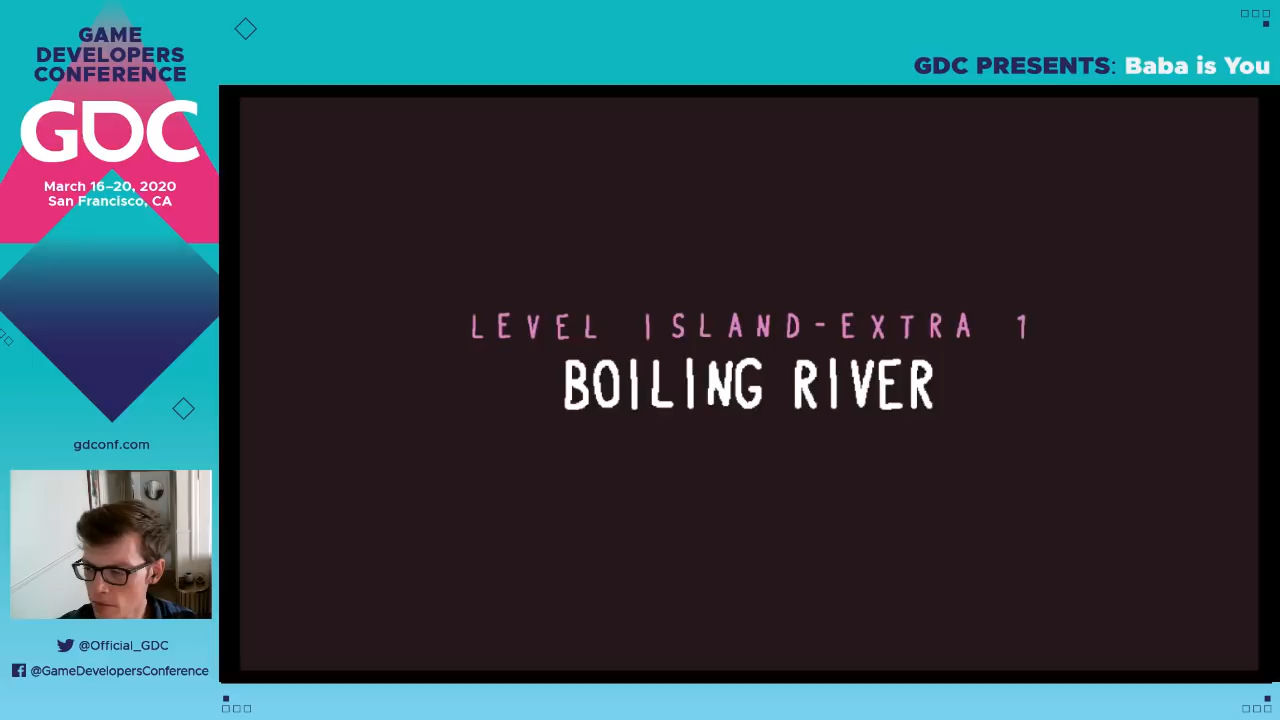 GAME
DEVELOPERS
CONFERENCE
GDC
March 16–20, 2020
San Francisco, CA
gdconf.com
@Official_GDC
@GameDevelopersConference
GDC PRESENTS: Baba is You
LEVEL ISLAND-EXTRA 1
BOILING RIVER